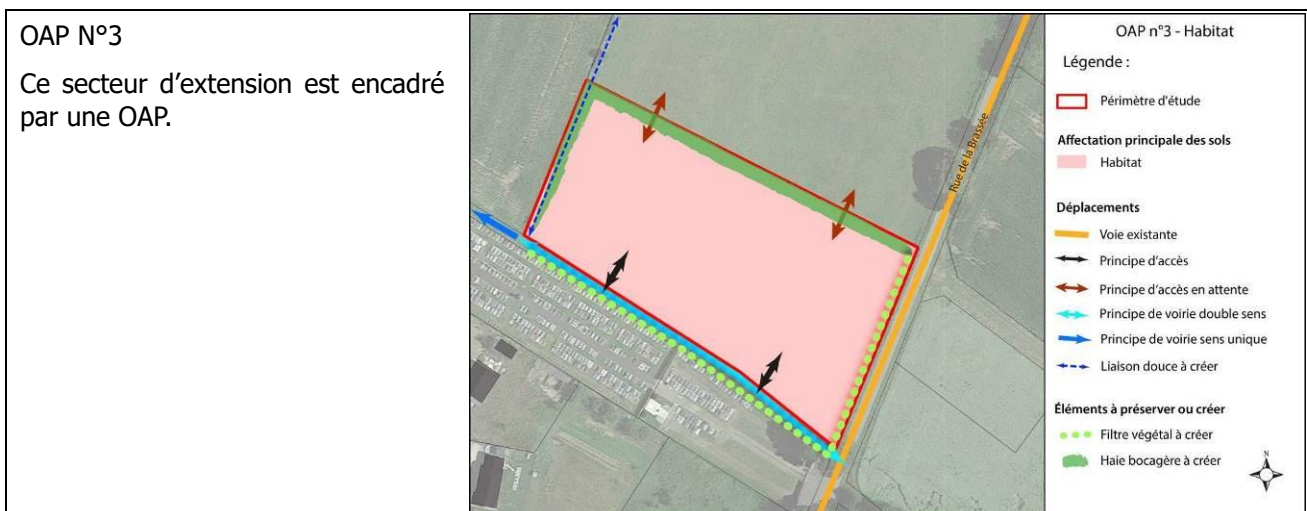 OAP N°3
Ce secteur d’extension est encadré
par une OAP.
Rue de la Brassée
OAP n°3 - Habitat
Légende :
Périmètre d'étude
Affectation principale des sols
Habitat
Déplacements
Voie existante
Principe d'accès
Principe d'accès en attente
Principe de voirie double sens
Principe de voirie sens unique
Liaison douce à créer
Éléments à préserver ou créer
Filtre végétal à créer
Haie bocagère à créer
N